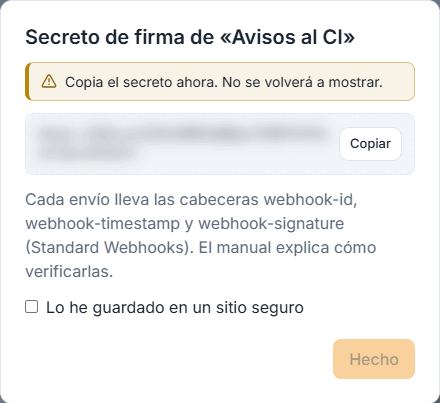 Secreto de firma de «Avisos al CI»
Copia el secreto ahora. No se volverá a mostrar.
Copiar
Cada envío lleva las cabeceras webhook-id,
webhook-timestamp y webhook-signature
(Standard Webhooks). El manual explica cómo
verificarlas.
Lo he guardado en un sitio seguro
Hecho